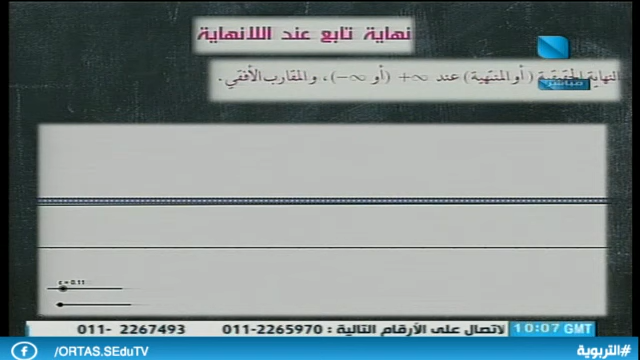 نهاية تابع عند اللانهاية
النهاية الحقيقية (أو المنتهية) عند ∞+ (أو ∞−)، والمقارب الأفقي.
مباشر
ε = 0.11
لاتصال على الأرقام التالية : 2265970-011 2267493 -011
10:07 GMT
/ORTAS.SEduTV
#التربوية